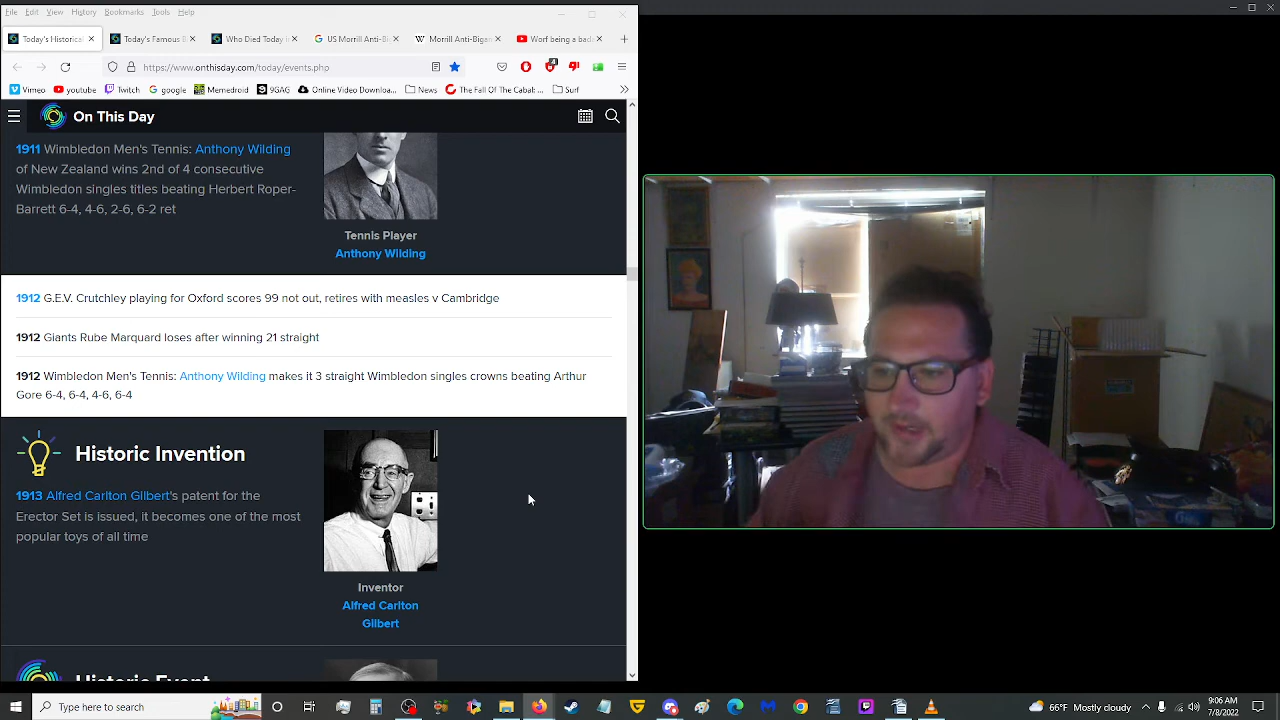 File Edit View History Bookmarks Tools Help
Today's Historical
Today's Famous B
Who Died Today i
US Morrill Anti-Bi
Morrill Anti-Bigan
Worf being a bad
https://www.onthisday.com/today/events.php
4
Vimeo youtube Twitch google Memedroid 9GAG Online Video Downloa... News The Fall Of The Cabal:... Surf
On This Day
1911 Wimbledon Men's Tennis: Anthony Wilding
of New Zealand wins 2nd of 4 consecutive
Wimbledon singles titles beating Herbert Roper-
Barrett 6-4, 4-6, 2-6, 6-2 ret
Tennis Player
Anthony Wilding
1912 G.E.V. Crutchley playing for Oxford scores 99 not out, retires with measles v Cambridge
1912 Giants Rube Marquard loses after winning 21 straight
1912 Wimbledon Men's Tennis: Anthony Wilding makes it 3 straight Wimbledon singles crowns beating Arthur
Gore 6-4, 6-4, 4-6, 6-4
Historic Invention
1913 Alfred Carlton Gilbert's patent for the
Erector Set is issued, it becomes one of the most
popular toys of all time
Inventor
Alfred Carlton
Gilbert
Historic Event
Type here to search
66°F Mostly cloudy
9:06 AM
7/8/2022